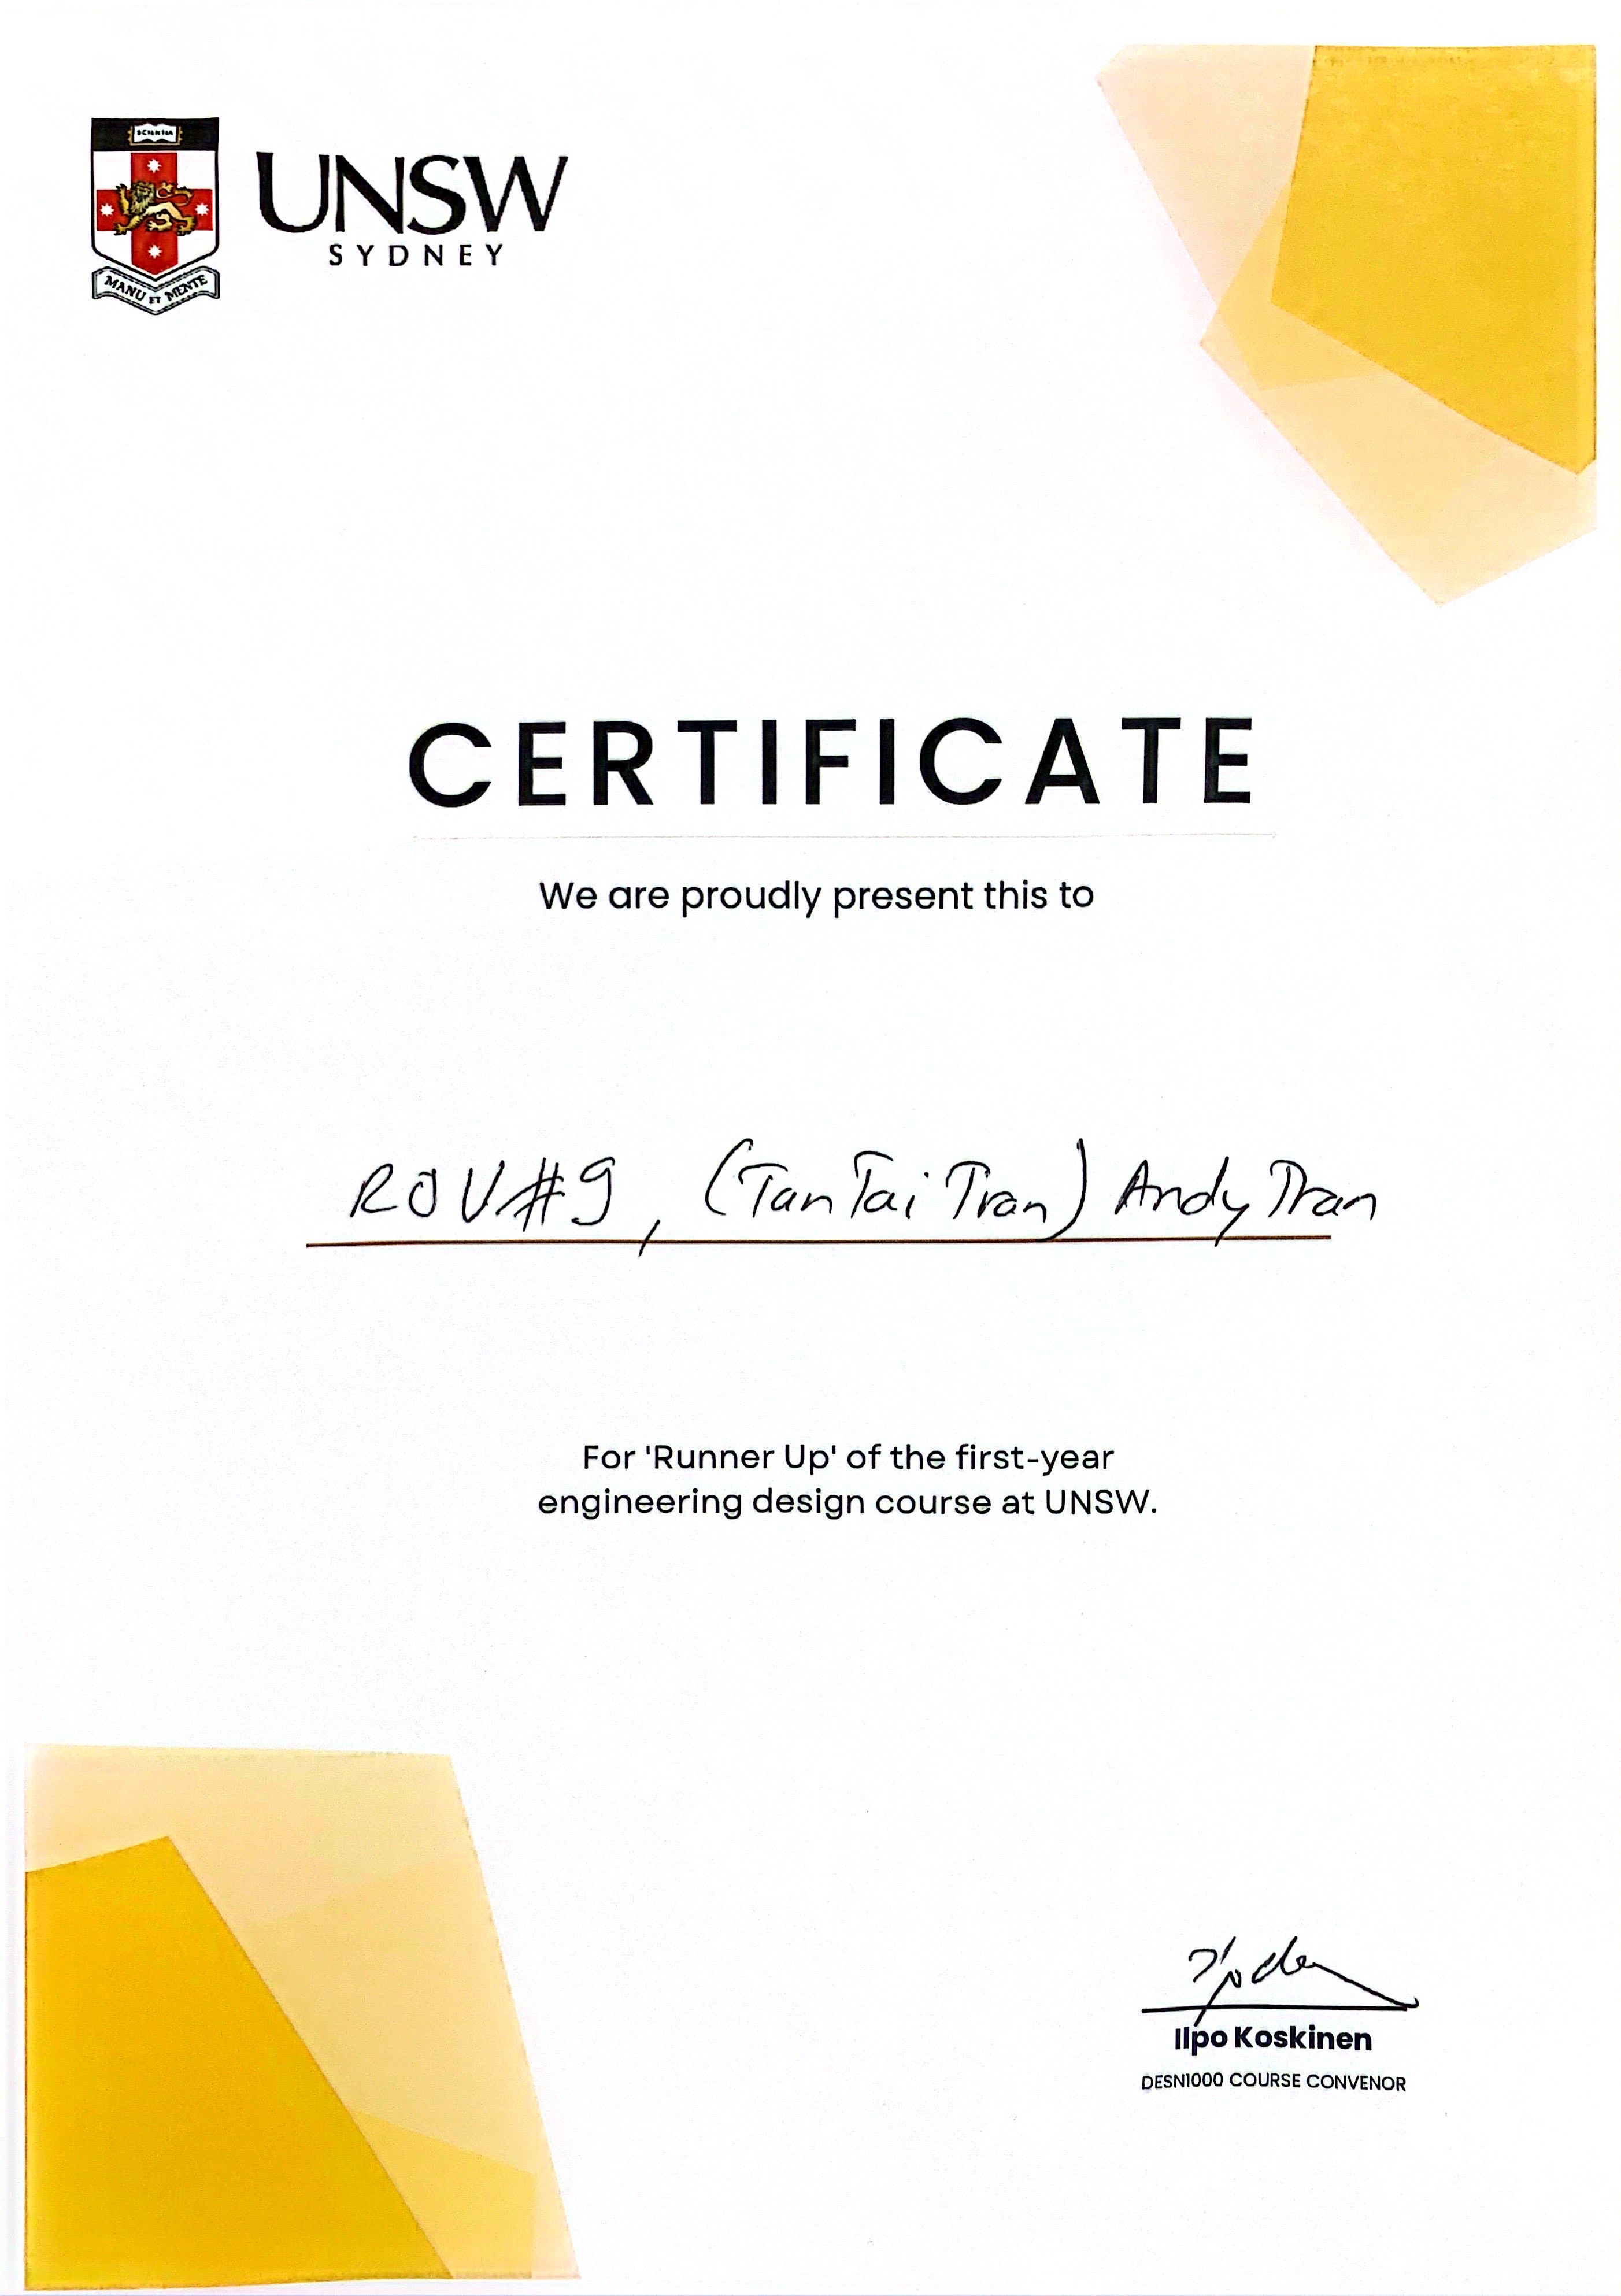 SCIENTIA
MANU ET MENTE
UNSW
SYDNEY
CERTIFICATE
We are proudly present this to
ROV#9, (Tan Tai Tran) Andy Tran
For 'Runner Up' of the first-year
engineering design course at UNSW.
Ilpo Koskinen
DESN1000 COURSE CONVENOR